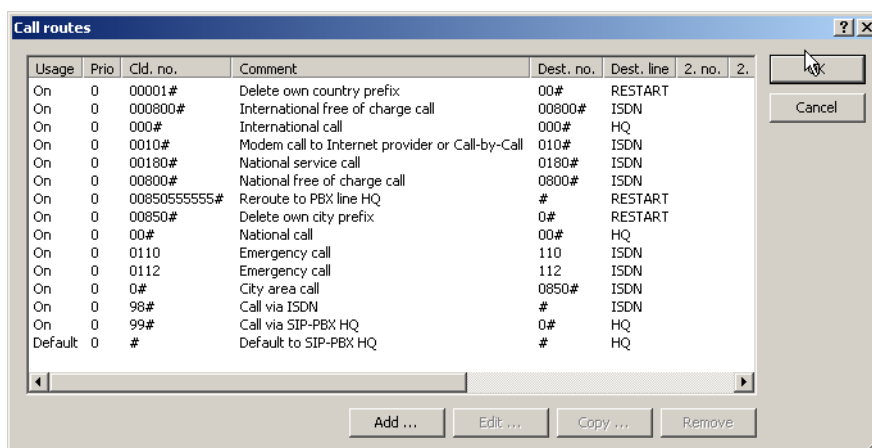 Call routes
Usage Prio Cld. no. Comment Dest. no. Dest. line 2. no. 2.
On 0 00001# Delete own country prefix 00# RESTART
On 0 000800# International free of charge call 00800# ISDN
On 0 000# International call 000# HQ
On 0 0010# Modem call to Internet provider or Call-by-Call 010# ISDN
On 0 00180# National service call 0180# ISDN
On 0 00800# National free of charge call 0800# ISDN
On 0 00850555555# Reroute to PBX line HQ # RESTART
On 0 00850# Delete own city prefix 0# RESTART
On 0 00# National call 00# HQ
On 0 0110 Emergency call 110 ISDN
On 0 0112 Emergency call 112 ISDN
On 0 0# City area call 0850# ISDN
On 0 98# Call via ISDN # ISDN
On 0 99# Call via SIP-PBX HQ 0# HQ
Default 0 # Default to SIP-PBX HQ # HQ
Cancel
Add ... Edit ... Copy ... Remove